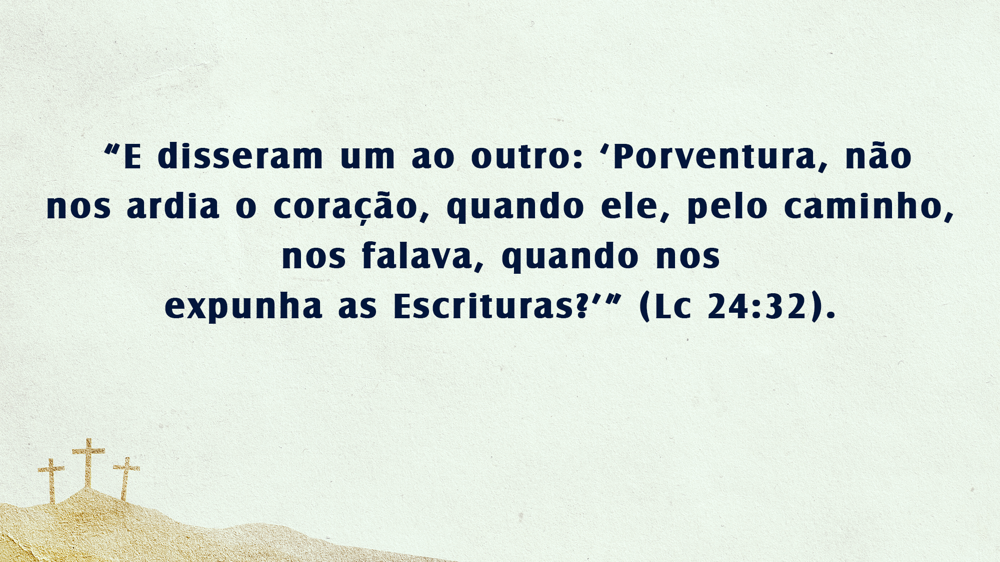 “E disseram um ao outro: ‘Porventura, não
nos ardia o coração, quando ele, pelo caminho,
nos falava, quando nos
expunha as Escrituras?’” (Lc 24:32).